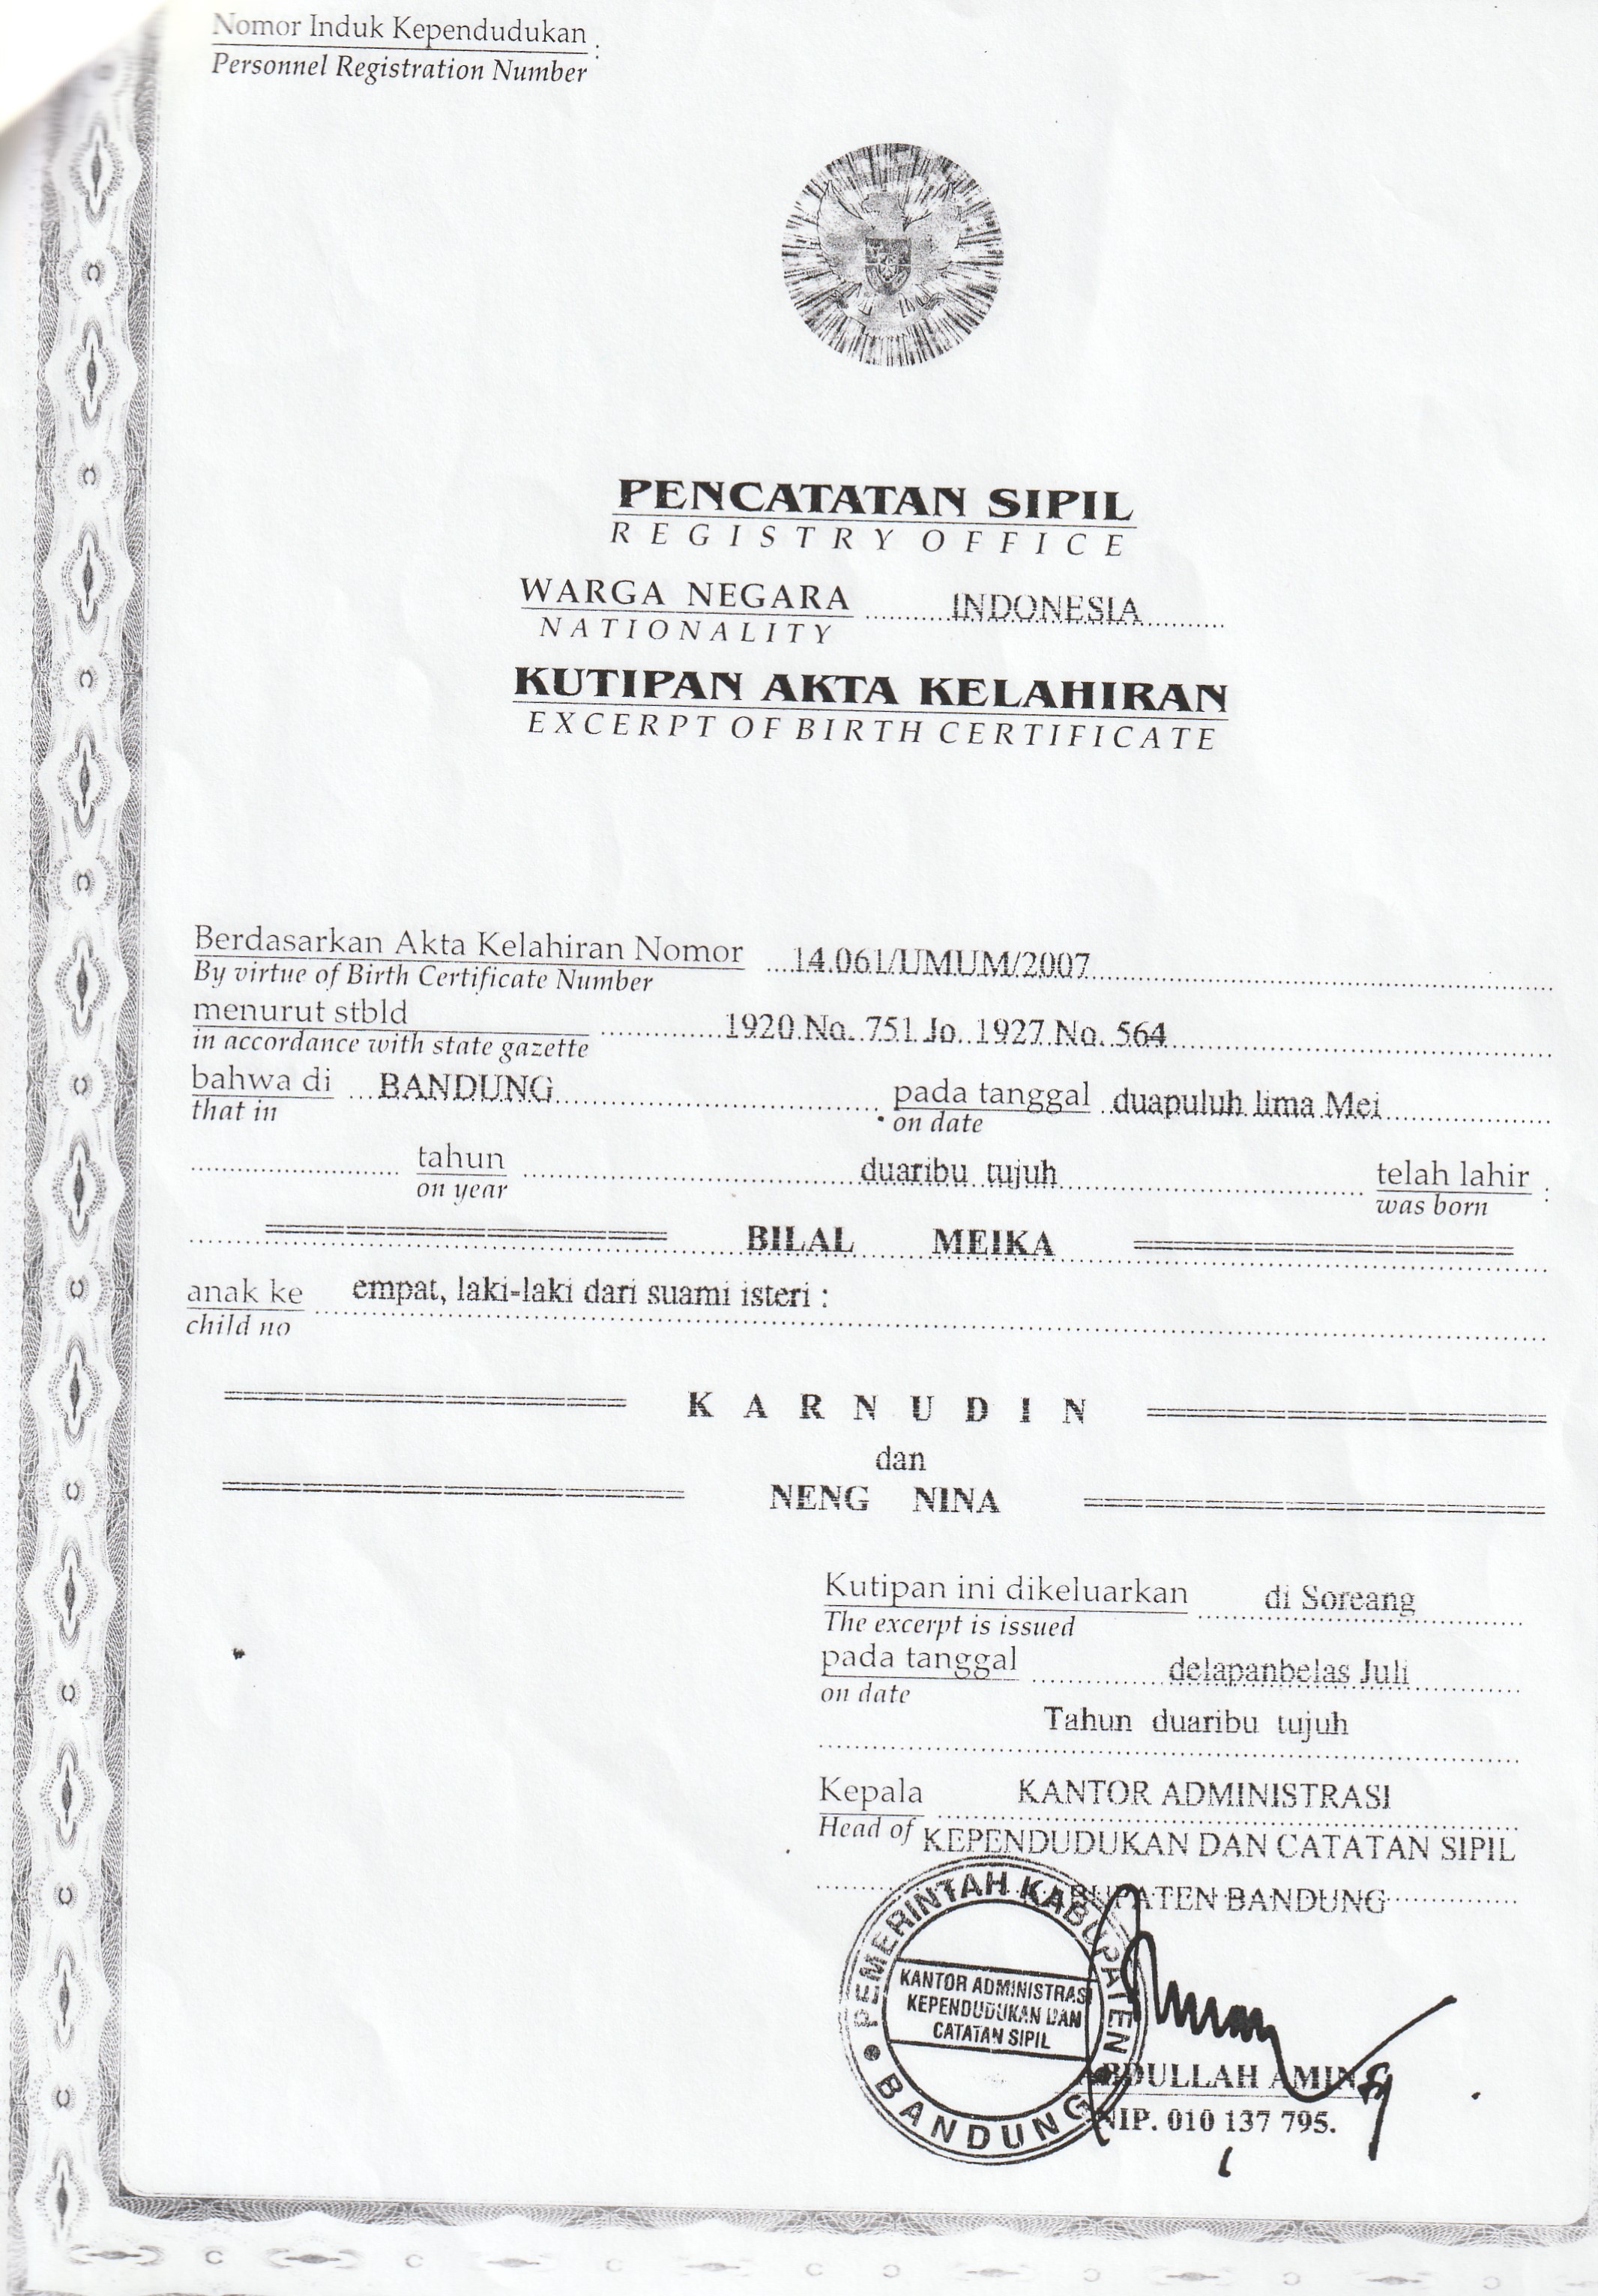 Nomor Induk Kependudukan :
Personnel Registration Number
PENCATATAN SIPIL
REGISTRY OFFICE
WARGA NEGARA INDONESIA
NATIONALITY
KUTIPAN AKTA KELAHIRAN
EXCERPT OF BIRTH CERTIFICATE
Berdasarkan Akta Kelahiran Nomor 14.061/UMUM/2007
By virtue of Birth Certificate Number
menurut stbld 1920 No. 751 Jo. 1927 No. 564
in accordance with state gazette
bahwa di BANDUNG pada tanggal duapuluh lima Mei
that in on date
tahun duaribu tujuh telah lahir :
on year was born
BILAL MEIKA
anak ke empat, laki-laki dari suami isteri :
child no
K A R N U D I N
dan
NENG NINA
Kutipan ini dikeluarkan di Soreang
The excerpt is issued
pada tanggal delapanbelas Juli
on date
Tahun duaribu tujuh
Kepala KANTOR ADMINISTRASI
Head of KEPENDUDUKAN DAN CATATAN SIPIL
KABUPATEN BANDUNG
PEMERINTAH KABUPATEN
KANTOR ADMINISTRASI
KEPENDUDUKAN DAN
CATATAN SIPIL
BANDUNG
ABDULLAH AMIN
NIP. 010 137 795.